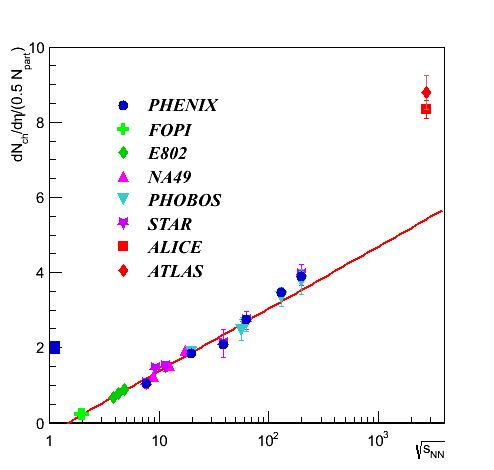 dN_ch/dη/(0.5 N_part)
10
8
6
4
2
0
PHENIX
FOPI
E802
NA49
PHOBOS
STAR
ALICE
ATLAS
1 10 10² 10³
√s_NN